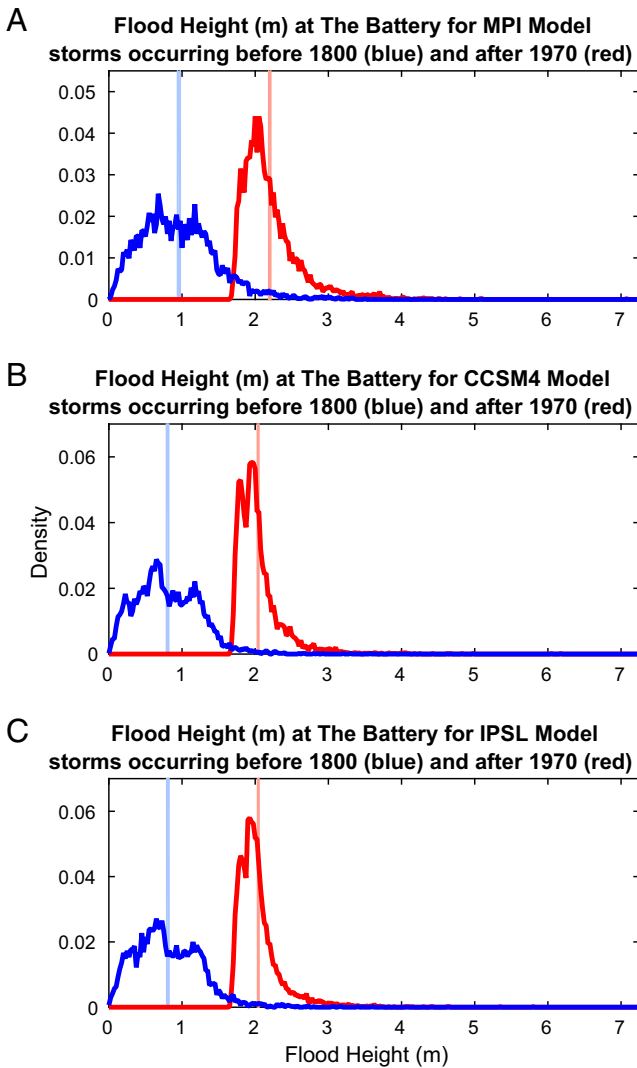 A
Flood Height (m) at The Battery for MPI Model
storms occurring before 1800 (blue) and after 1970 (red)
0.05
0.04
0.03
0.02
0.01
0
0 1 2 3 4 5 6 7
B
Flood Height (m) at The Battery for CCSM4 Model
storms occurring before 1800 (blue) and after 1970 (red)
0.06
0.04
0.02
0
Density
0 1 2 3 4 5 6 7
C
Flood Height (m) at The Battery for IPSL Model
storms occurring before 1800 (blue) and after 1970 (red)
0.06
0.04
0.02
0
0 1 2 3 4 5 6 7
Flood Height (m)